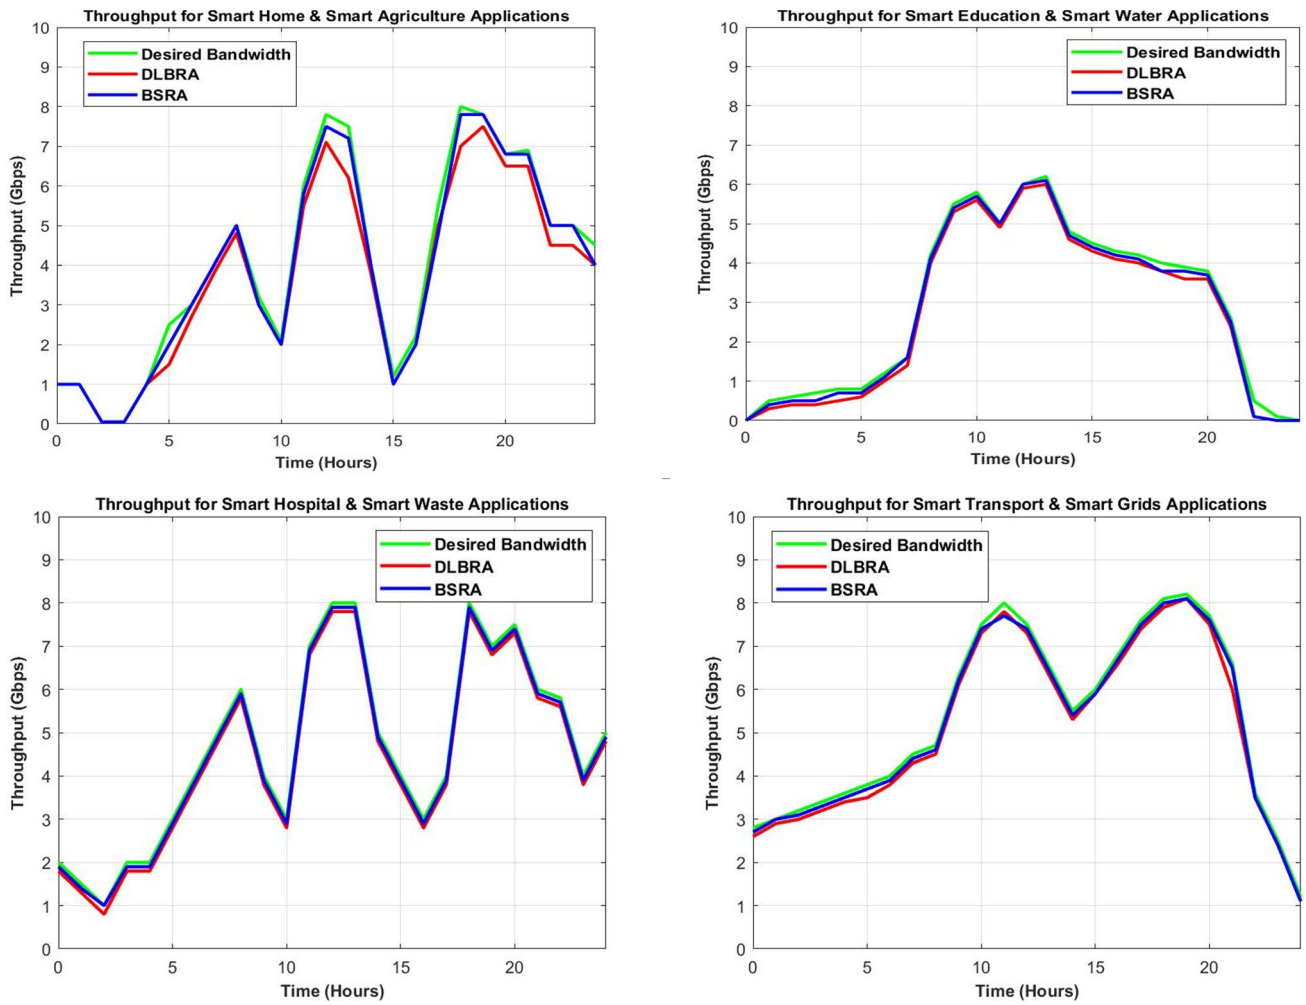 Throughput for Smart Home & Smart Agriculture Applications
10
9
8
7
6
5
4
3
2
1
0
Throughput (Gbps)
Desired Bandwidth
DLBRA
BSRA
0 5 10 15 20
Time (Hours)
Throughput for Smart Education & Smart Water Applications
10
9
8
7
6
5
4
3
2
1
0
Throughput (Gbps)
Desired Bandwidth
DLBRA
BSRA
0 5 10 15 20
Time (Hours)
Throughput for Smart Hospital & Smart Waste Applications
10
9
8
7
6
5
4
3
2
1
0
Throughput (Gbps)
Desired Bandwidth
DLBRA
BSRA
0 5 10 15 20
Time (Hours)
Throughput for Smart Transport & Smart Grids Applications
10
9
8
7
6
5
4
3
2
1
0
Throughput (Gbps)
Desired Bandwidth
DLBRA
BSRA
0 5 10 15 20
Time (Hours)